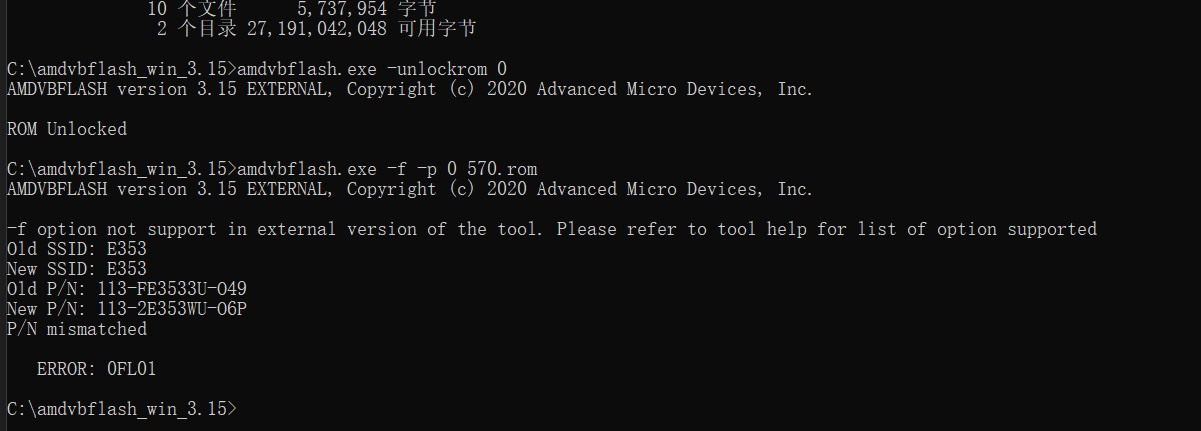 10 个文件 5,737,954 字节
2 个目录 27,191,042,048 可用字节
C:\amdvbflash_win_3.15>amdvbflash.exe -unlockrom 0
AMDVBFLASH version 3.15 EXTERNAL, Copyright (c) 2020 Advanced Micro Devices, Inc.
ROM Unlocked
C:\amdvbflash_win_3.15>amdvbflash.exe -f -p 0 570.rom
AMDVBFLASH version 3.15 EXTERNAL, Copyright (c) 2020 Advanced Micro Devices, Inc.
-f option not support in external version of the tool. Please refer to tool help for list of option supported
Old SSID: E353
New SSID: E353
Old P/N: 113-FE3533U-O49
New P/N: 113-2E353WU-O6P
P/N mismatched
ERROR: 0FL01
C:\amdvbflash_win_3.15>